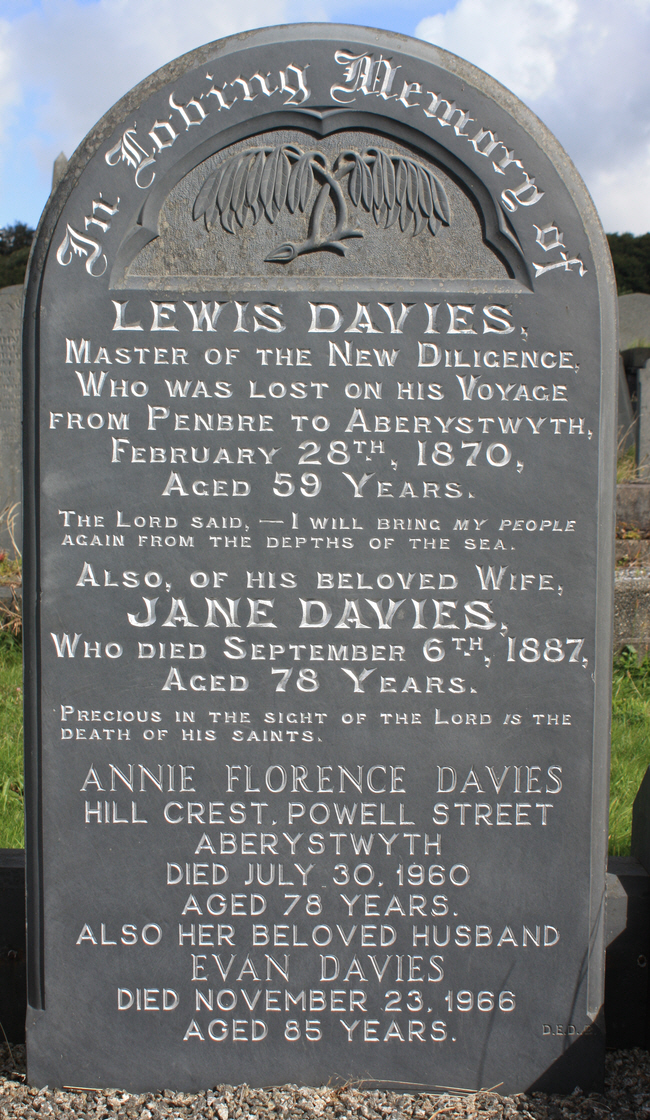 In Loving Memory of
LEWIS DAVIES,
MASTER OF THE NEW DILIGENCE,
WHO WAS LOST ON HIS VOYAGE
FROM PENBRE TO ABERYSTWYTH,
FEBRUARY 28TH, 1870,
AGED 59 YEARS.
THE LORD SAID, — I WILL BRING MY PEOPLE
AGAIN FROM THE DEPTHS OF THE SEA.
ALSO, OF HIS BELOVED WIFE,
JANE DAVIES,
WHO DIED SEPTEMBER 6TH, 1887,
AGED 78 YEARS.
PRECIOUS IN THE SIGHT OF THE LORD IS THE
DEATH OF HIS SAINTS.
ANNIE FLORENCE DAVIES
HILL CREST, POWELL STREET
ABERYSTWYTH
DIED JULY 30, 1960
AGED 78 YEARS.
ALSO HER BELOVED HUSBAND
EVAN DAVIES
DIED NOVEMBER 23, 1966
AGED 85 YEARS.